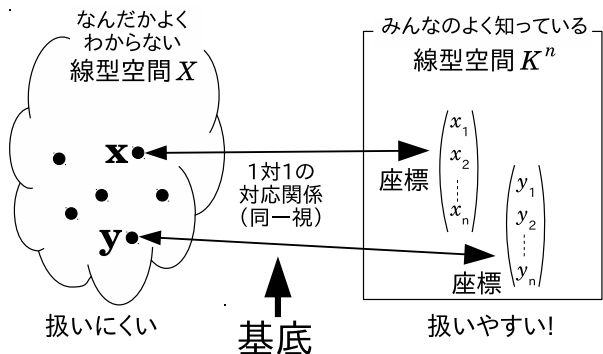 なんだかよく
わからない
線型空間 X
みんなのよく知っている
線型空間 Kⁿ
x
y
1対1の
対応関係
(同一視)
座標
x₁
x₂
xₙ
y₁
y₂
yₙ
座標
扱いにくい
基底
扱いやすい!